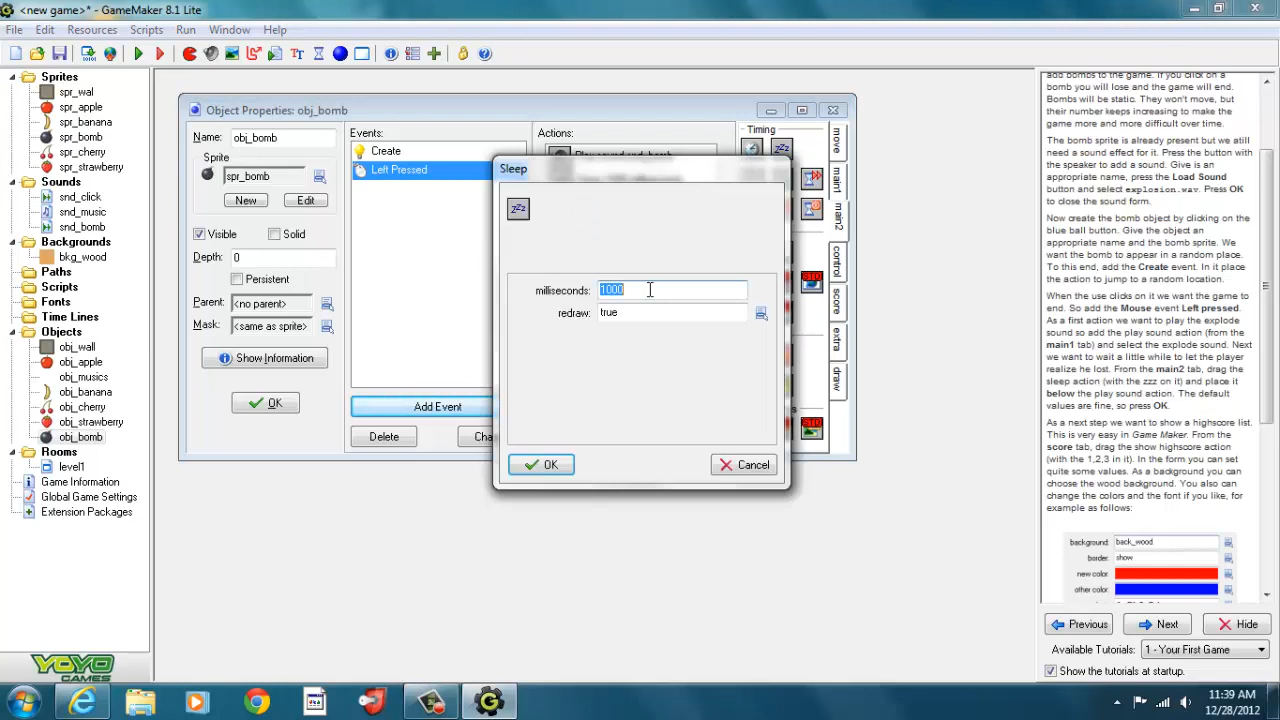 <new game>* - GameMaker 8.1 Lite
File Edit Resources Scripts Run Window Help
Sprites
spr_wal
spr_apple
spr_banana
spr_bomb
spr_cherry
spr_strawberry
Sounds
snd_click
snd_music
snd_bomb
Backgrounds
bkg_wood
Paths
Scripts
Fonts
Time Lines
Objects
obj_wall
obj_apple
obj_musics
obj_banana
obj_cherry
obj_strawberry
obj_bomb
Rooms
level1
Game Information
Global Game Settings
Extension Packages
YOYO
GAMES
Object Properties: obj_bomb
Name: obj_bomb
Sprite
spr_bomb
New Edit
Visible Solid
Depth: 0
Persistent
Parent: <no parent>
Mask: <same as sprite>
Show Information
OK
Events:
Create
Left Pressed
Add Event
Delete
Actions:
Timing
move
main1
main2
control
score
extra
draw
Sleep
milliseconds: 1000
redraw: true
OK Cancel
add bombs to the game. If you click on a
bomb you will lose and the game will end.
Bombs will be static. They won't move, but
their number keeps increasing to make the
game more and more difficult over time.
The bomb sprite is already present but we atill
need a sound effect for it. Press the button with
the speaker to add a sound. Give is an
appropriate name, press the Load Sound
button and select explosion.wav. Press OK
to close the sound form.
Now create the bomb object by clicking on the
blue ball button. Give the object an
appropriate name and the bomb sprite. We
want the bomb to appear in a random place.
To this end, add the Create event. In it place
the action to jump to a random location.
When the use clicks on it we want the game to
end. So add the Mouse event Left pressed.
As a first action we want to play the explode
sound so add the play sound action (from the
main1 tab) and select the explode sound. Next
we want to wait a little while to let the player
realize he lost. From the main2 tab, drag the
sleep action (with the zzz on it) and place it
below the play sound action. The default
values are fine, so press OK.
As a next step we want to show a highscore list.
This is very easy in Game Maker. From the
score tab, drag the show highscore action
(with the 1,2,3 in it). In the form you can set
quite some values. As a background you can
choose the wood background. You also can
change the colors and the font if you like, for
example as follows:
background: back_wood
border: show
new color:
other color:
Previous Next Hide
Available Tutorials: 1 - Your First Game
Show the tutorials at startup.
11:39 AM
12/28/2012